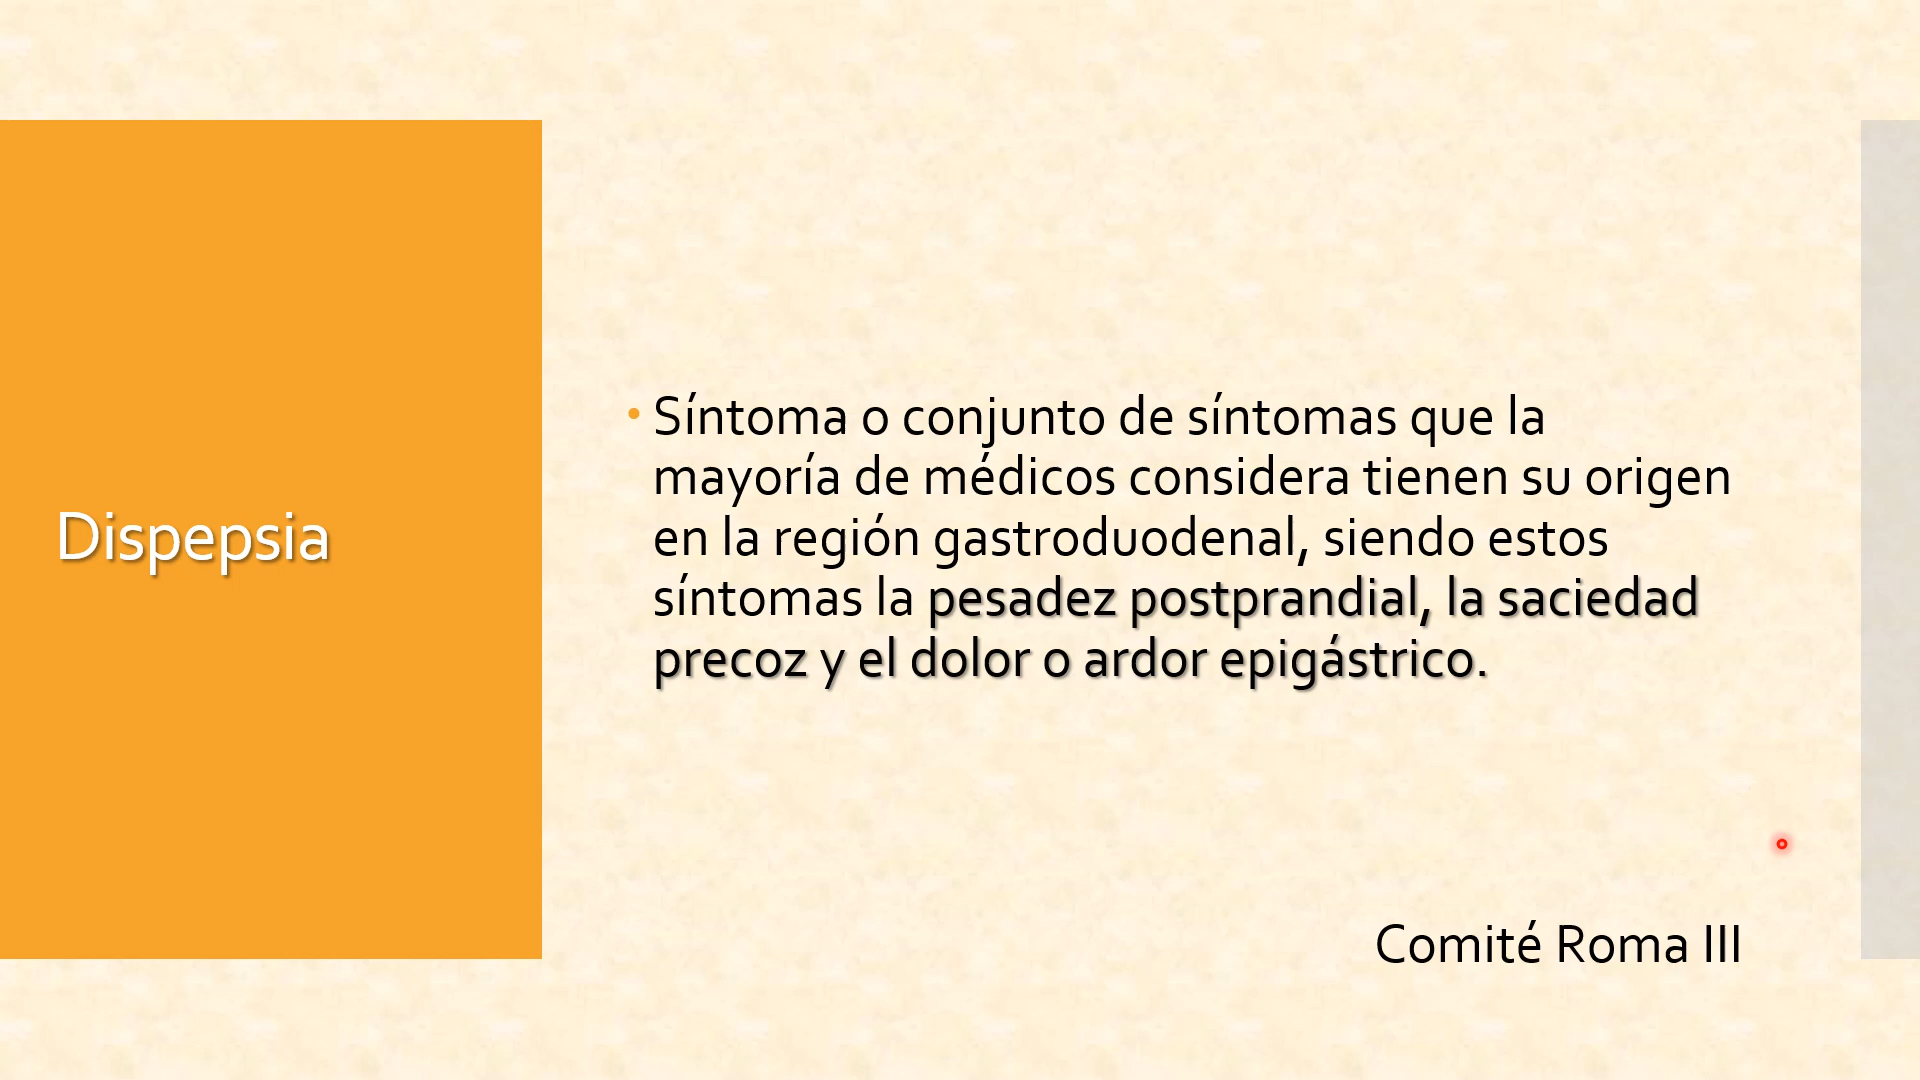 Dispepsia
• Síntoma o conjunto de síntomas que la
mayoría de médicos considera tienen su origen
en la región gastroduodenal, siendo estos
síntomas la pesadez postprandial, la saciedad
precoz y el dolor o ardor epigástrico.
Comité Roma III